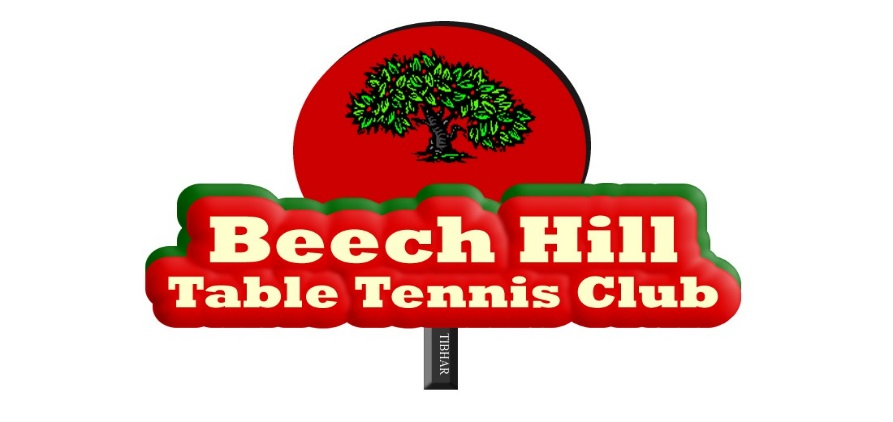 Beech Hill
Table Tennis Club
TIBHAR